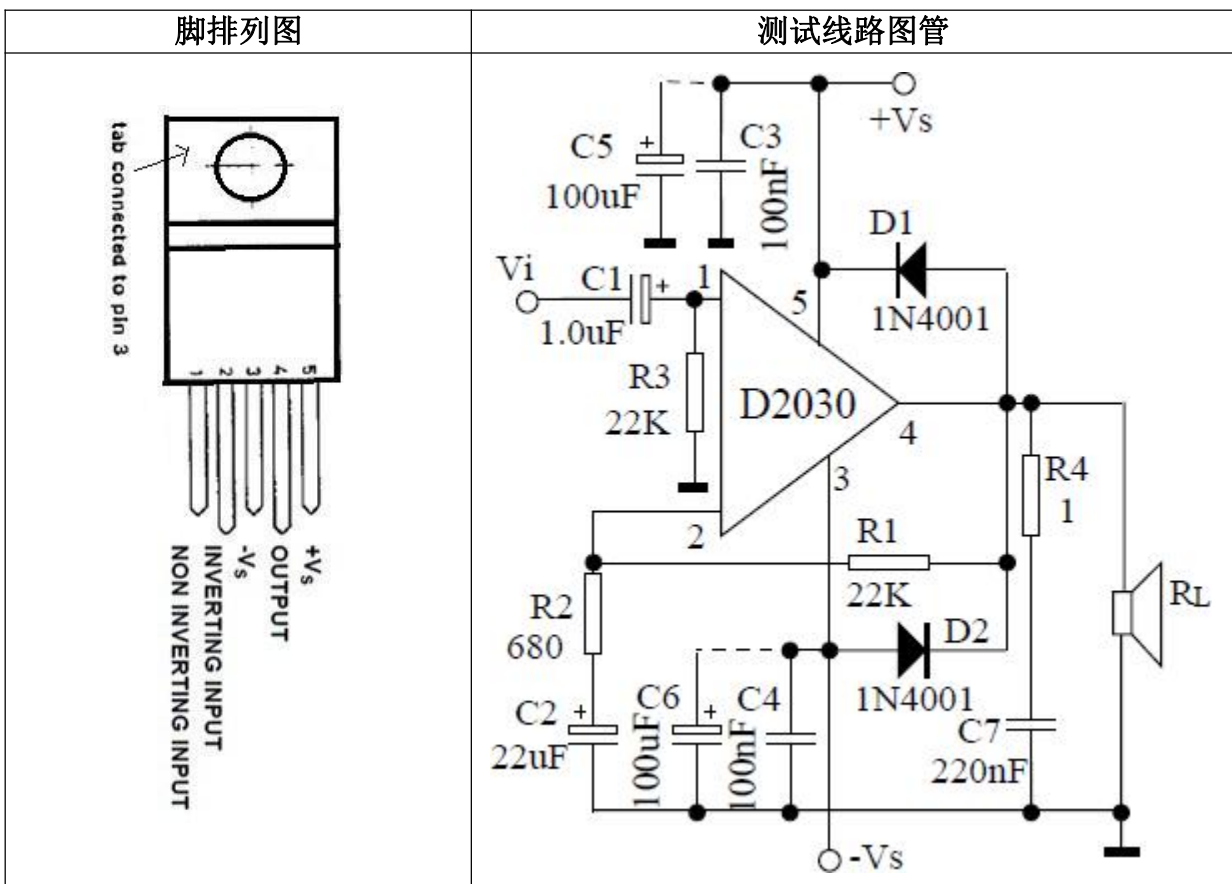 脚排列图
测试线路图管
tab connected to pin 3
1 2 3 4 5
+Vs
OUTPUT
-Vs
INVERTING INPUT
NON INVERTING INPUT
+Vs
C5
+
100uF
C3
100nF
D1
1N4001
Vi
C1
+
1.0uF
1
5
R3
22K
D2030
4
3
2
R4
1
R1
22K
R2
680
D2
1N4001
RL
C2
+
22uF
C6
+
100uF
C4
100nF
C7
220nF
-Vs